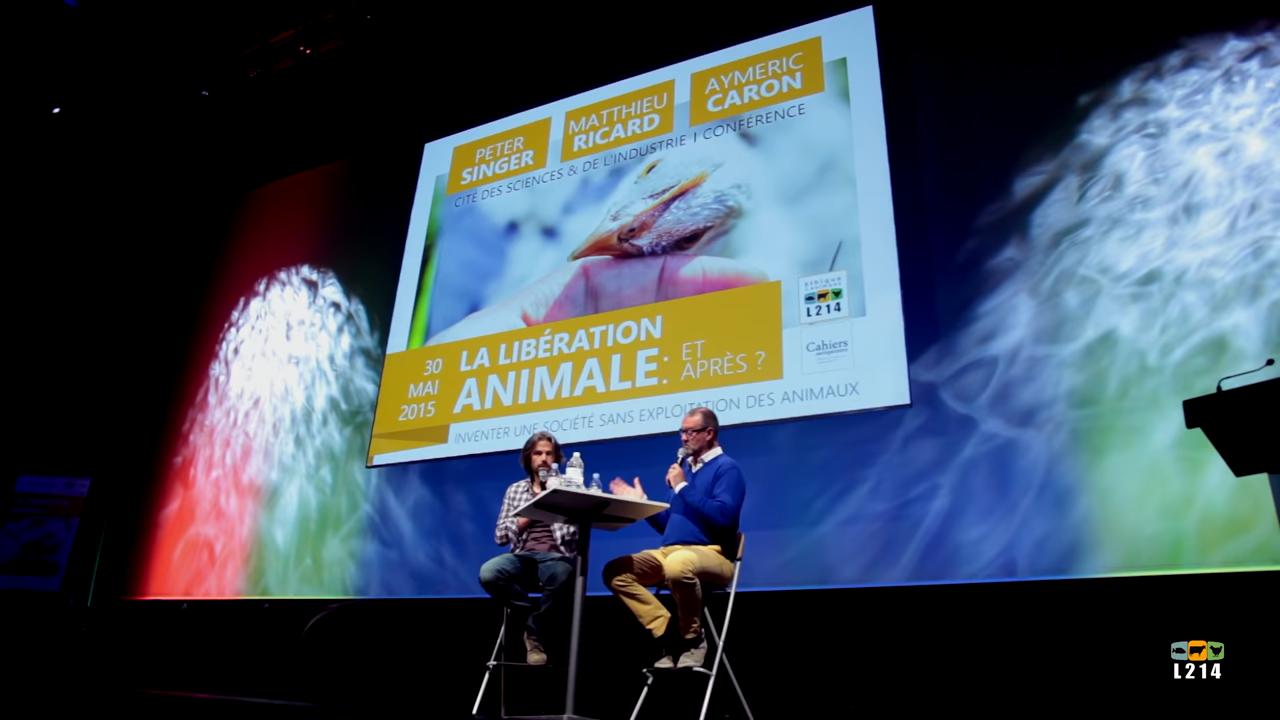 PETER
SINGER
MATTHIEU
RICARD
AYMERIC
CARON
CITÉ DES SCIENCES & DE L'INDUSTRIE | CONFÉRENCE
30
MAI
2015
LA LIBÉRATION
ANIMALE: ET
APRÈS ?
INVENTER UNE SOCIÉTÉ SANS EXPLOITATION DES ANIMAUX
L214
Cahiers
L214